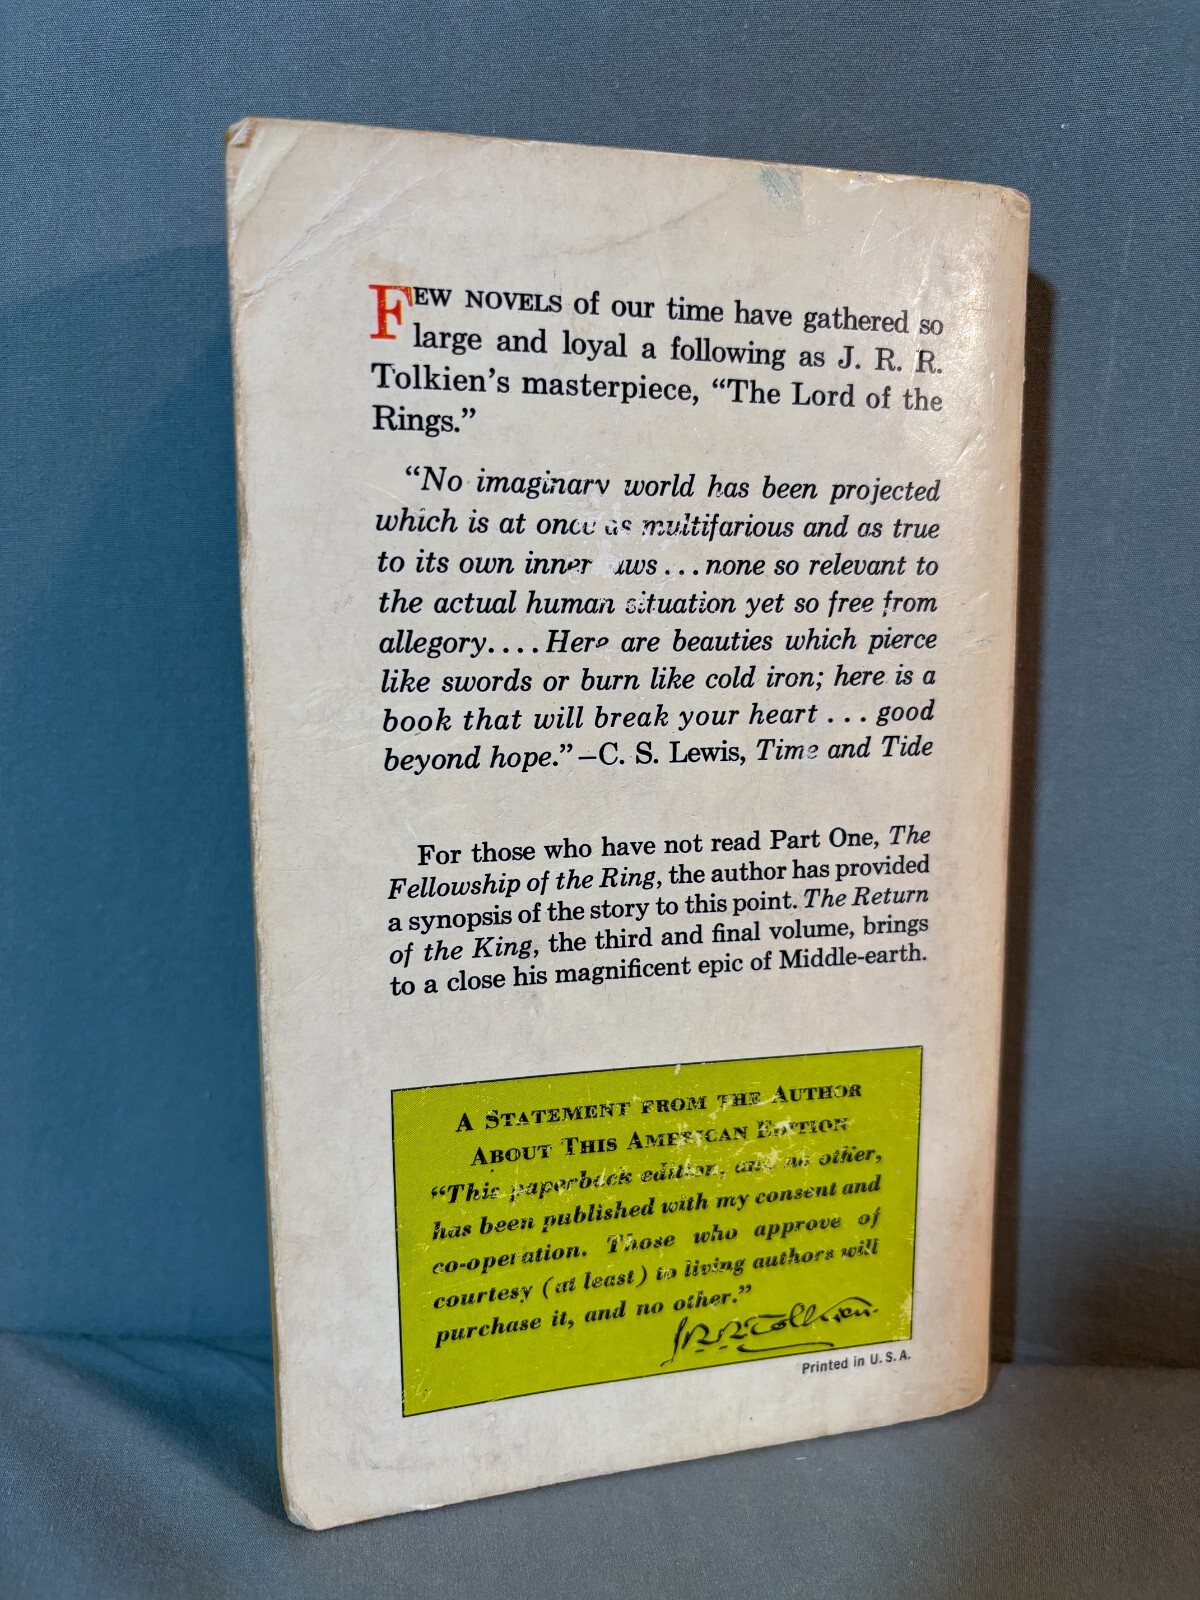 FEW NOVELS of our time have gathered so
large and loyal a following as J. R. R.
Tolkien's masterpiece, “The Lord of the
Rings.”
“No imaginary world has been projected
which is at once as multifarious and as true
to its own inner laws . . . none so relevant to
the actual human situation yet so free from
allegory. . . . Here are beauties which pierce
like swords or burn like cold iron; here is a
book that will break your heart . . . good
beyond hope.” –C. S. Lewis, Time and Tide
For those who have not read Part One, The
Fellowship of the Ring, the author has provided
a synopsis of the story to this point. The Return
of the King, the third and final volume, brings
to a close his magnificent epic of Middle-earth.
A STATEMENT FROM THE AUTHOR
ABOUT THIS AMERICAN EDITION
“This paperback edition, and no other,
has been published with my consent and
co-operation. Those who approve of
courtesy (at least) to living authors will
purchase it, and no other.”
J.R.R. Tolkien.
Printed in U. S. A.